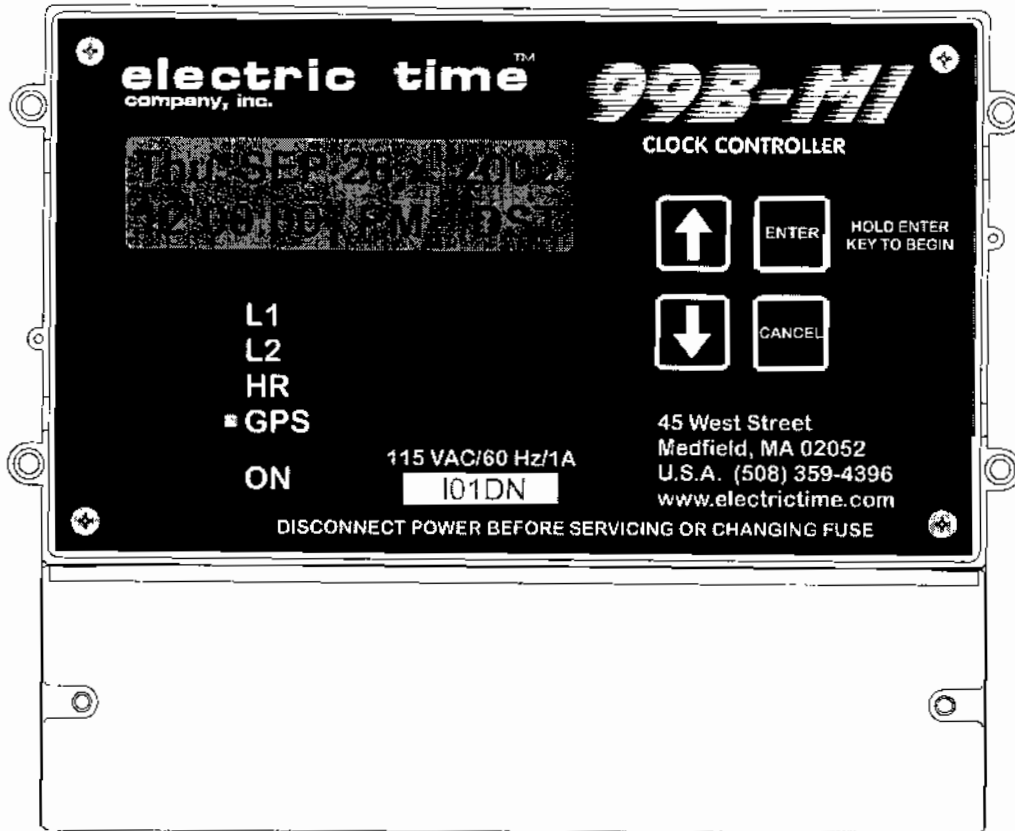 electric time™
company, inc.
99B-MI
CLOCK CONTROLLER
Thu, SEP 26, 2002
12:00:00 PM DST
ENTER
HOLD ENTER
KEY TO BEGIN
CANCEL
L1
L2
HR
GPS
ON
115 VAC/60 Hz/1A
I01DN
45 West Street
Medfield, MA 02052
U.S.A. (508) 359-4396
www.electrictime.com
DISCONNECT POWER BEFORE SERVICING OR CHANGING FUSE